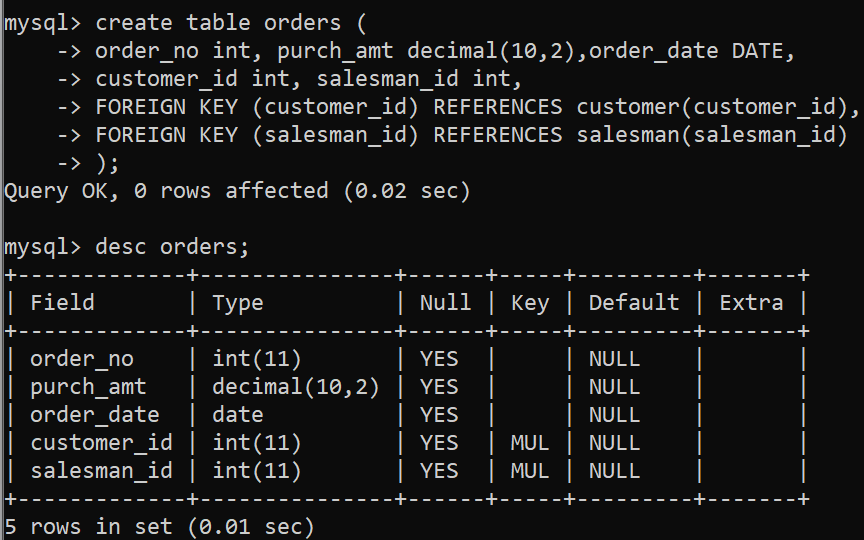 mysql> create table orders (
    -> order_no int, purch_amt decimal(10,2),order_date DATE,
    -> customer_id int, salesman_id int,
    -> FOREIGN KEY (customer_id) REFERENCES customer(customer_id),
    -> FOREIGN KEY (salesman_id) REFERENCES salesman(salesman_id)
    -> );
Query OK, 0 rows affected (0.02 sec)

mysql> desc orders;
+-------------+---------------+------+-----+---------+-------+
| Field       | Type          | Null | Key | Default | Extra |
+-------------+---------------+------+-----+---------+-------+
| order_no    | int(11)       | YES  |     | NULL    |       |
| purch_amt   | decimal(10,2) | YES  |     | NULL    |       |
| order_date  | date          | YES  |     | NULL    |       |
| customer_id | int(11)       | YES  | MUL | NULL    |       |
| salesman_id | int(11)       | YES  | MUL | NULL    |       |
+-------------+---------------+------+-----+---------+-------+
5 rows in set (0.01 sec)